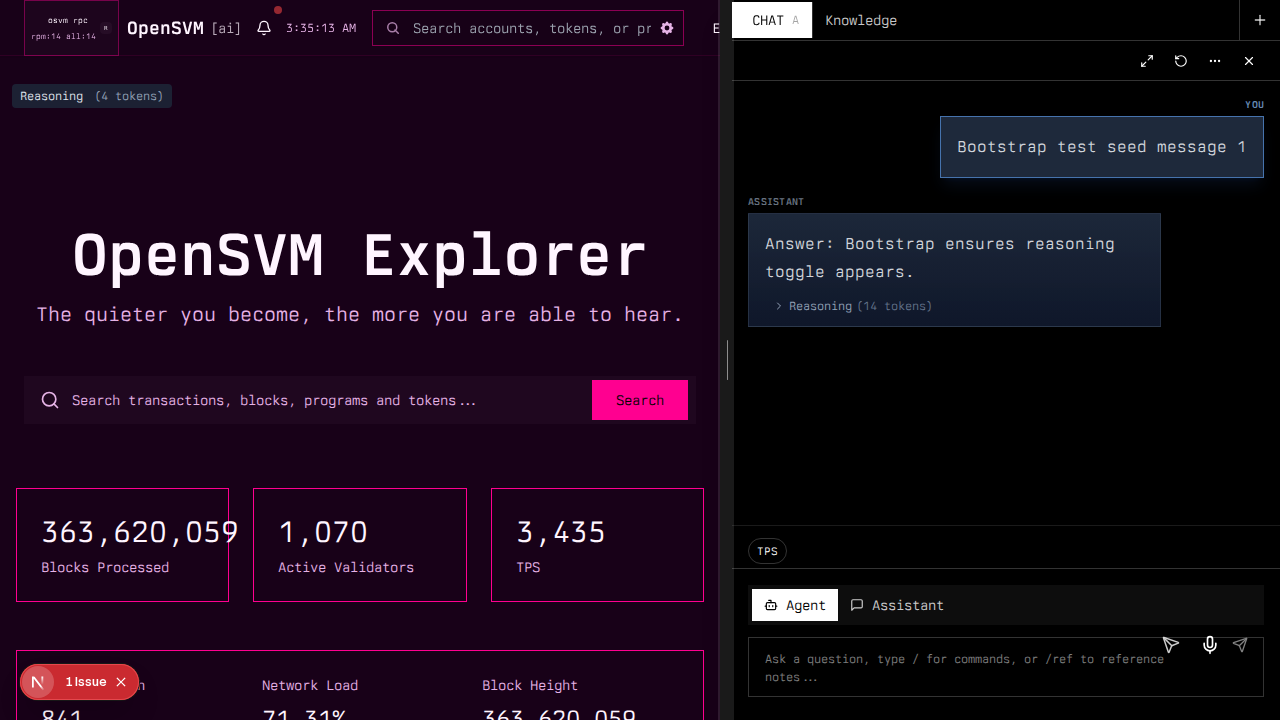 osvm rpc
rpm:14 all:14
OpenSVM [ai]
3:35:13 AM
Search accounts, tokens, or pr
Reasoning (4 tokens)
OpenSVM Explorer
The quieter you become, the more you are able to hear.
Search transactions, blocks, programs and tokens...
Search
363,620,059
Blocks Processed
1,070
Active Validators
3,435
TPS
Network Load
71.31%
Block Height
363,620,059
841
1 Issue
CHAT A
Knowledge
YOU
Bootstrap test seed message 1
ASSISTANT
Answer: Bootstrap ensures reasoning
toggle appears.
Reasoning (14 tokens)
TPS
Agent
Assistant
Ask a question, type / for commands, or /ref to reference
notes...